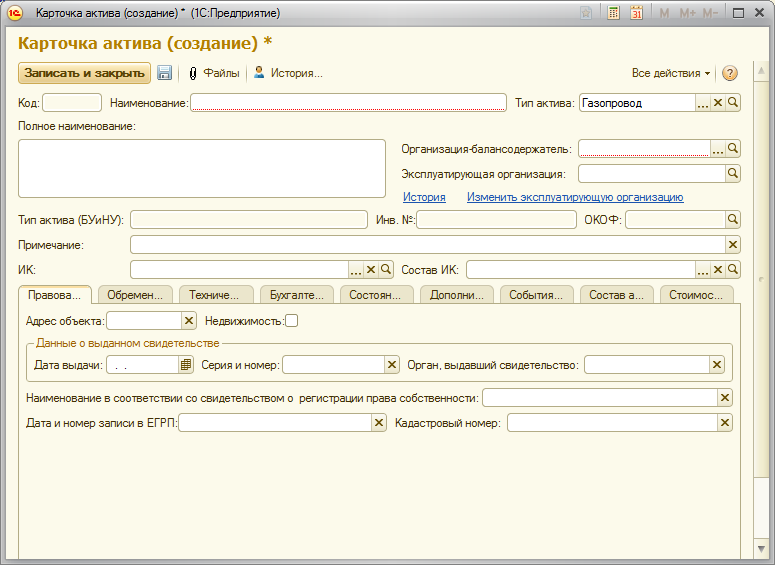 Карточка актива (создание) * (1С:Предприятие)
M M+ M-
Карточка актива (создание) *
Записать и закрыть Файлы История... Все действия ?
Код: Наименование: Тип актива: Газопровод
Полное наименование:
Организация-балансодержатель:
Эксплуатирующая организация:
История Изменить эксплуатирующую организацию
Тип актива (БУиНУ): Инв. №: ОКОФ:
Примечание:
ИК: Состав ИК:
Правова... Обремен... Техниче... Бухгалте... Состоян... Дополни... События... Состав а... Стоимос...
Адрес объекта: Недвижимость:
Данные о выданном свидетельстве
Дата выдачи: . . Серия и номер: Орган, выдавший свидетельство:
Наименование в соответствии со свидетельством о регистрации права собственности:
Дата и номер записи в ЕГРП: Кадастровый номер: